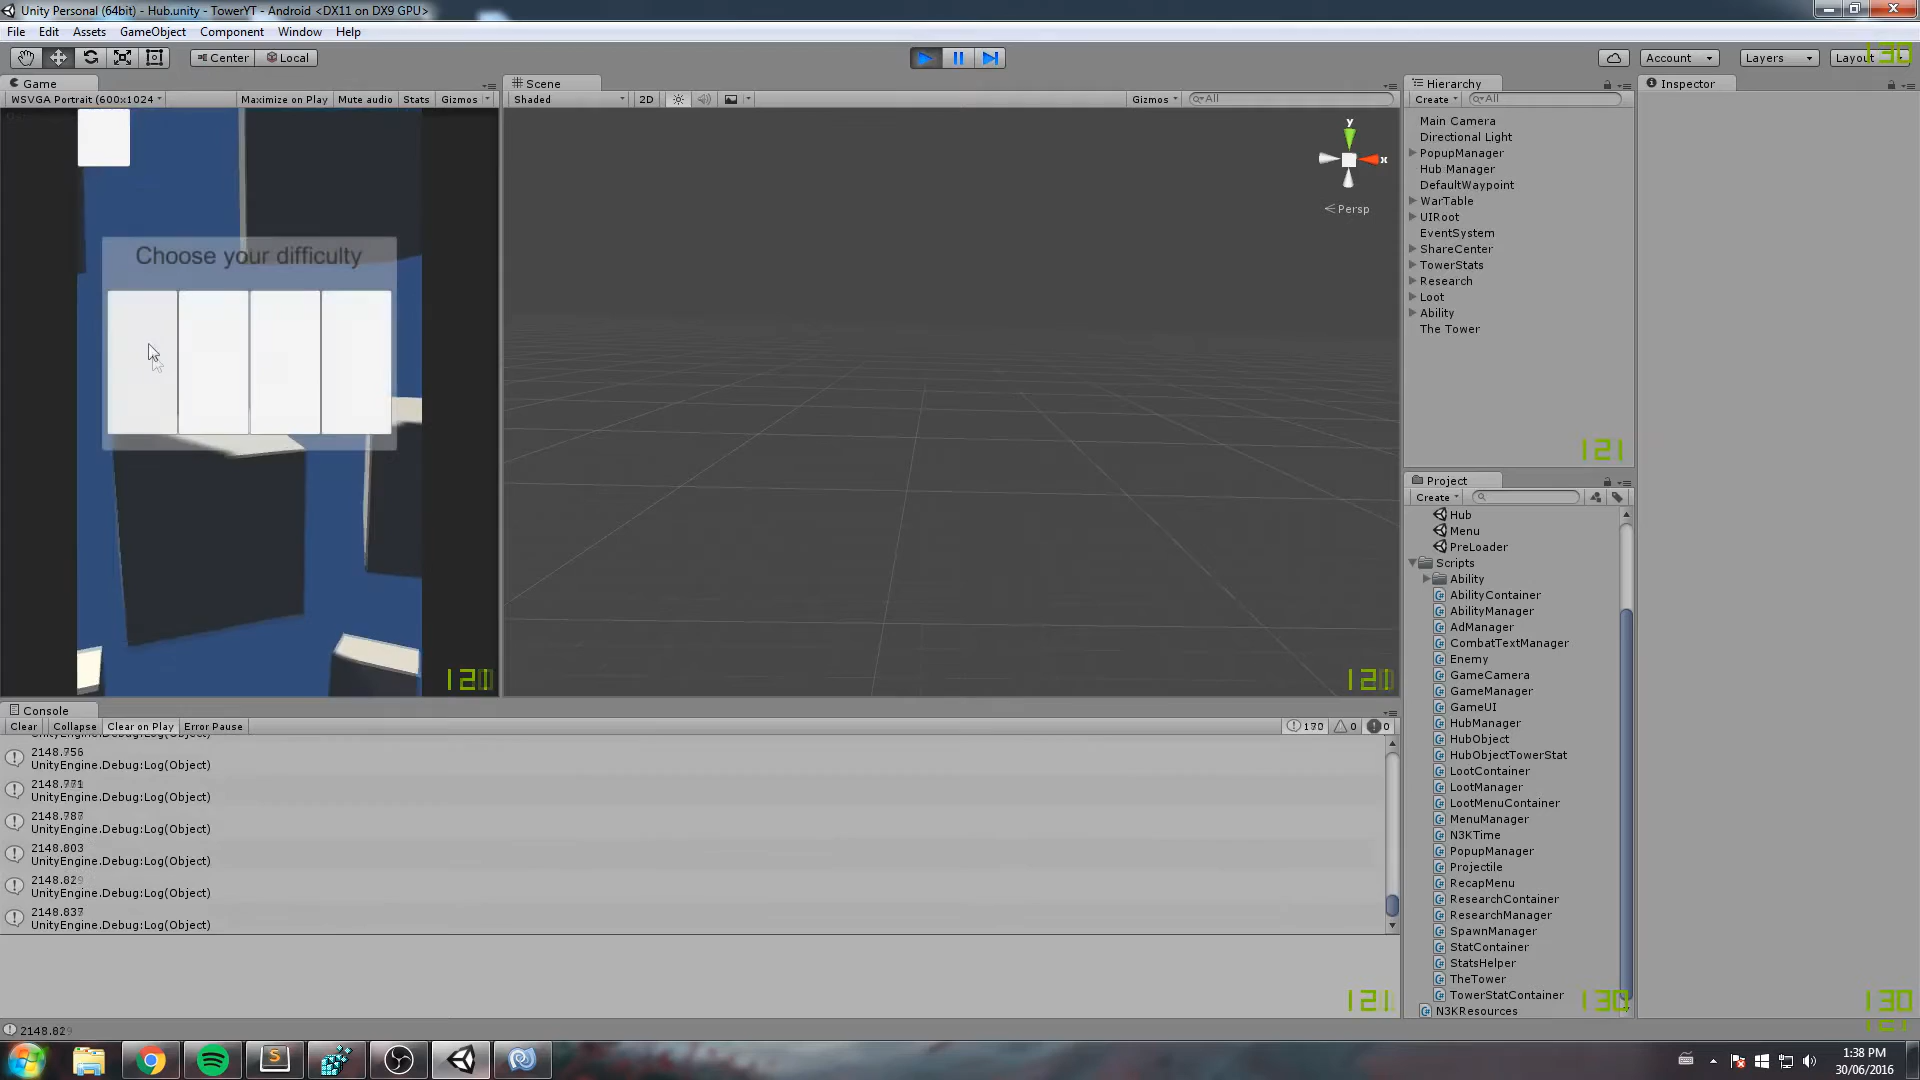 Unity Personal (64bit) - Hub.unity - TowerYT - Android <DX11 on DX9 GPU>
File Edit Assets GameObject Component Window Help
Center Local Account Layers Layout
130
Game Scene Hierarchy Inspector
WSVGA Portrait (600x1024 Maximize on Play Mute audio Stats Gizmos Shaded 2D Gizmos All Create All
y
x
Persp
Choose your difficulty
Main Camera
Directional Light
PopupManager
Hub Manager
DefaultWaypoint
WarTable
UIRoot
EventSystem
ShareCenter
TowerStats
Research
Loot
Ability
The Tower
121
Project
Create
Hub
Menu
PreLoader
Scripts
Ability
AbilityContainer
AbilityManager
AdManager
CombatTextManager
Enemy
GameCamera
GameManager
GameUI
HubManager
HubObject
HubObjectTowerStat
LootContainer
LootManager
LootMenuContainer
MenuManager
N3KTime
PopupManager
Projectile
RecapMenu
ResearchContainer
ResearchManager
SpawnManager
StatContainer
StatsHelper
TheTower
TowerStatContainer
N3KResources
Console
Clear Collapse Clear on Play Error Pause 0 0
UnityEngine.Debug:Log(Object)
2148.756
UnityEngine.Debug:Log(Object)
2148.771
UnityEngine.Debug:Log(Object)
2148.787
UnityEngine.Debug:Log(Object)
2148.803
UnityEngine.Debug:Log(Object)
UnityEngine.Debug:Log(Object)
2148.837
UnityEngine.Debug:Log(Object)
121
130
130
1:38 PM
30/06/2016